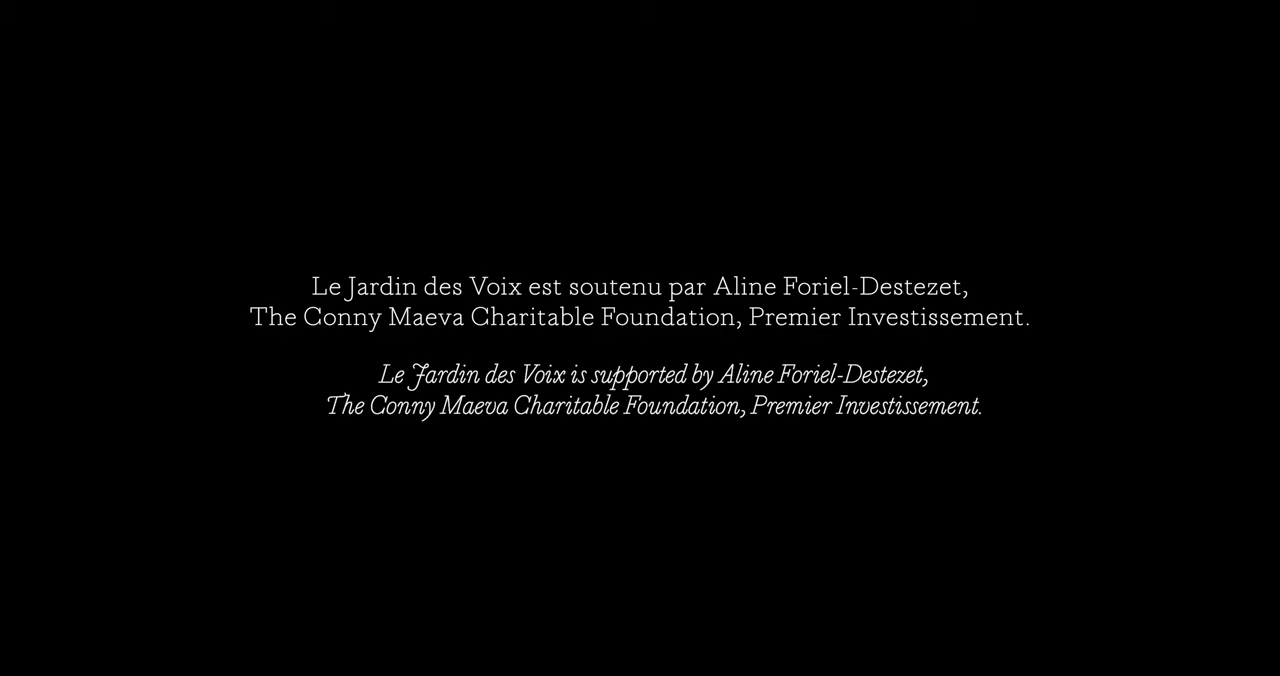 Le Jardin des Voix est soutenu par Aline Foriel-Destezet,
The Conny Maeva Charitable Foundation, Premier Investissement.
Le Jardin des Voix is supported by Aline Foriel-Destezet,
The Conny Maeva Charitable Foundation, Premier Investissement.